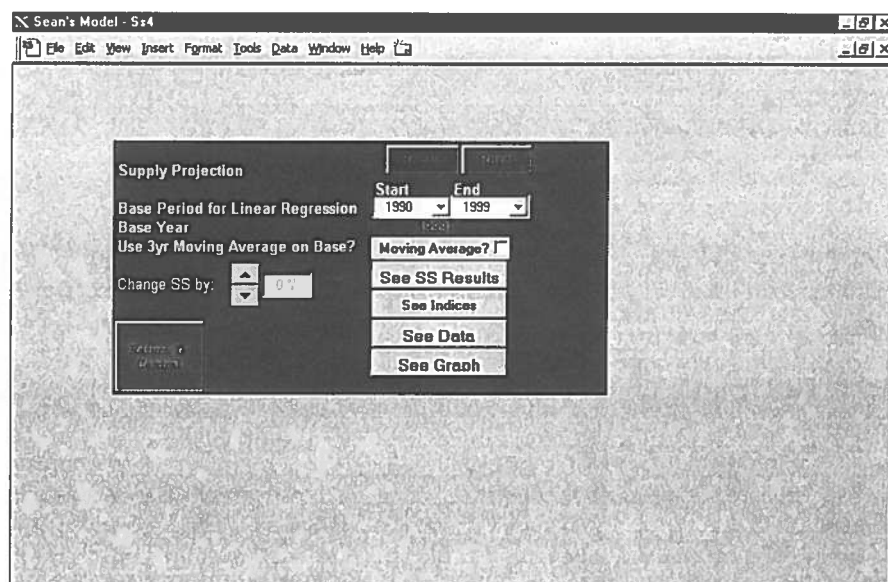 Sean's Model - Ss4
File Edit View Insert Format Tools Data Window Help
Supply Projection
Start End
Base Period for Linear Regression 1990 1999
Base Year 1999
Use 3yr Moving Average on Base? Moving Average?
Change SS by: 0%
See SS Results
See Indices
See Data
See Graph